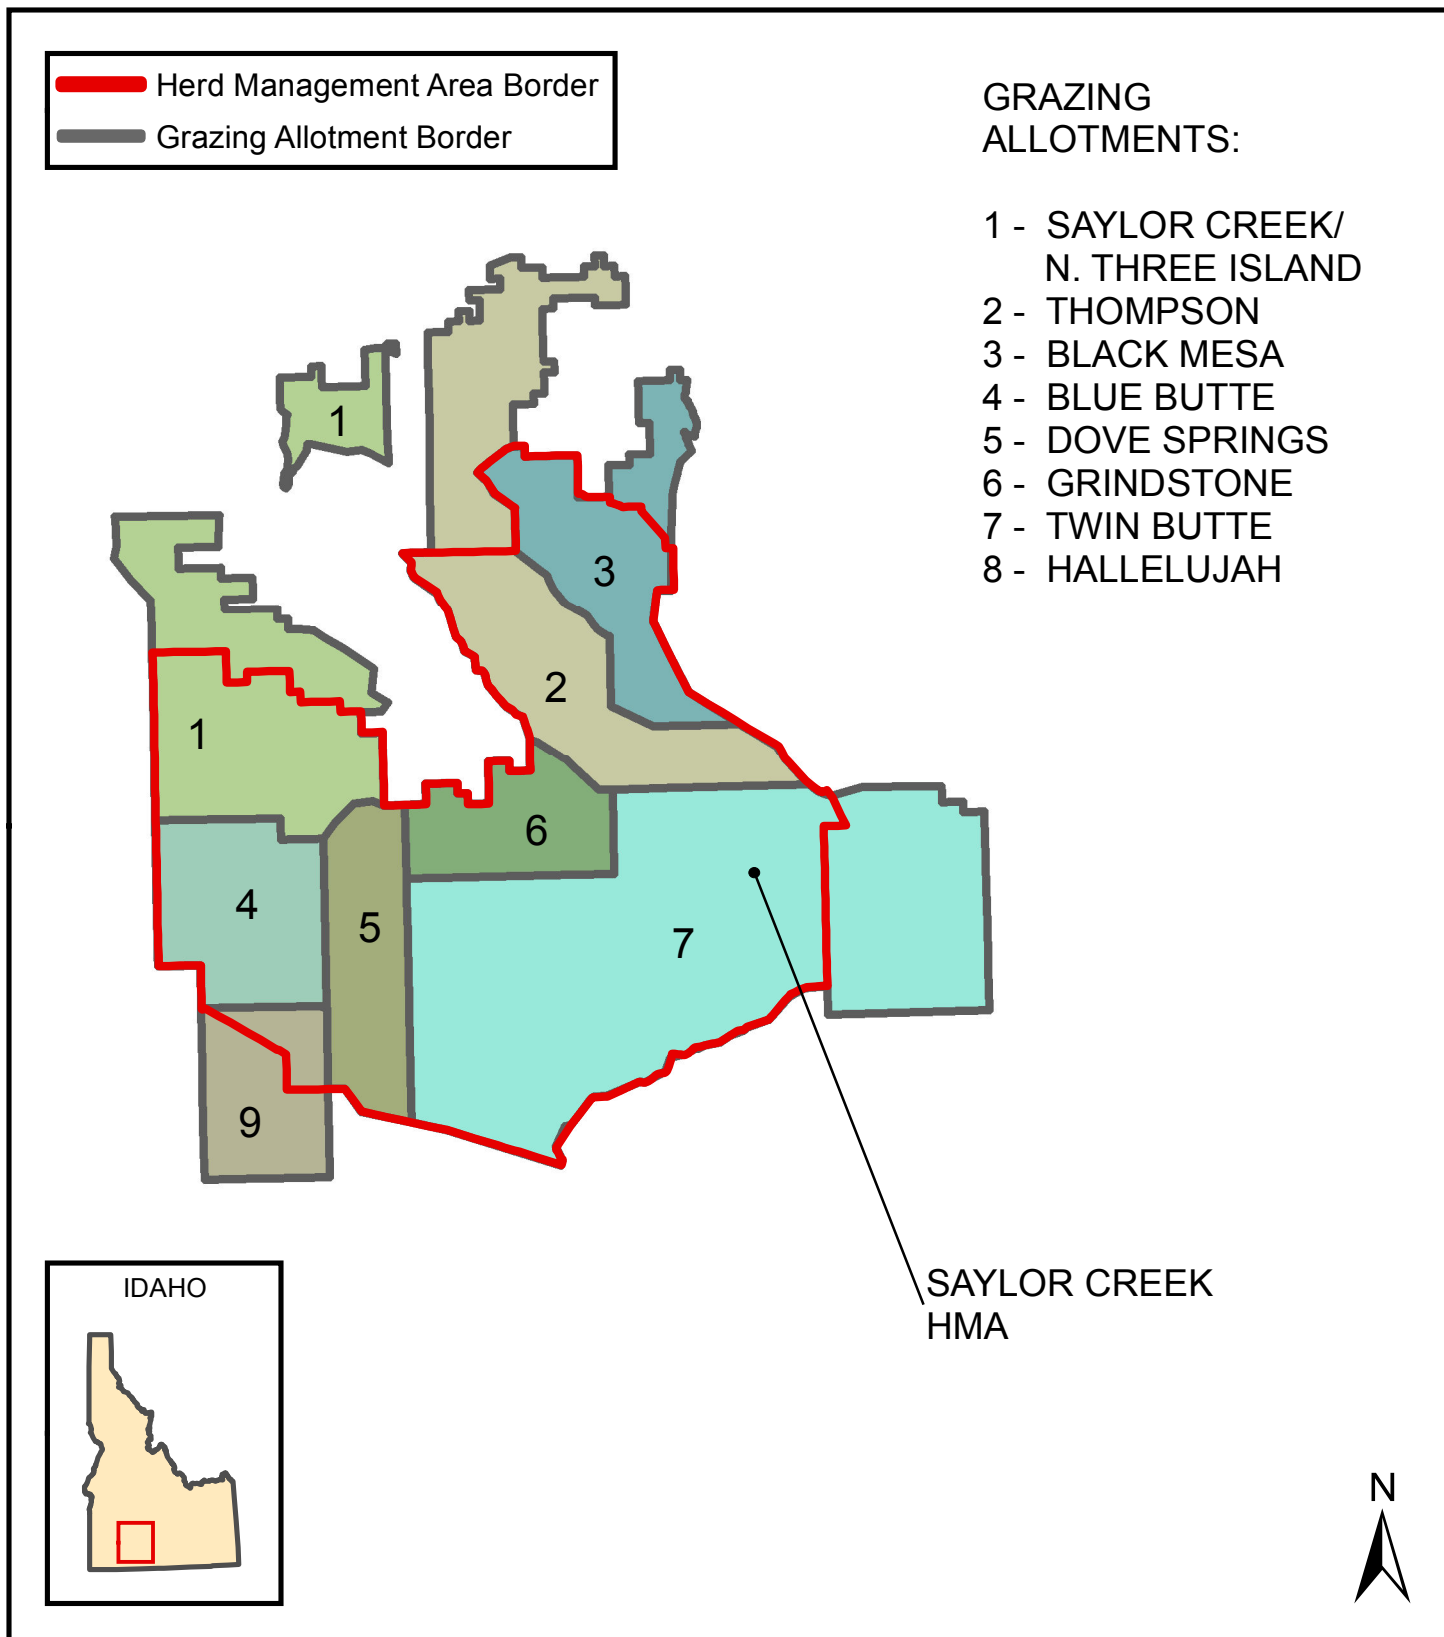 Herd Management Area Border
Grazing Allotment Border
GRAZING
ALLOTMENTS:
1 - SAYLOR CREEK/
N. THREE ISLAND
2 - THOMPSON
3 - BLACK MESA
4 - BLUE BUTTE
5 - DOVE SPRINGS
6 - GRINDSTONE
7 - TWIN BUTTE
8 - HALLELUJAH
1
3
2
1
6
4
5
7
9
SAYLOR CREEK
HMA
IDAHO
N